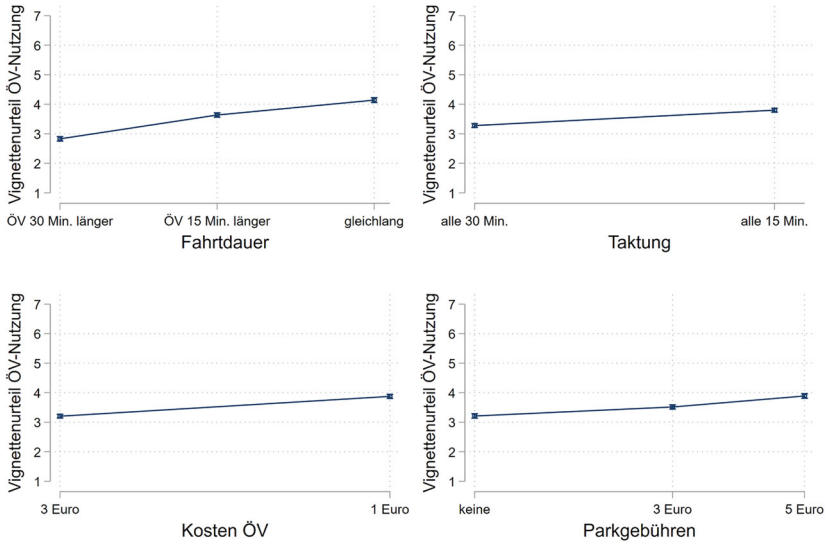 Vignettenurteil ÖV-Nutzung
7
6
5
4
3
2
1
ÖV 30 Min. länger
ÖV 15 Min. länger
gleichlang
Fahrtdauer
Vignettenurteil ÖV-Nutzung
7
6
5
4
3
2
1
alle 30 Min.
alle 15 Min.
Taktung
Vignettenurteil ÖV-Nutzung
7
6
5
4
3
2
1
3 Euro
1 Euro
Kosten ÖV
Vignettenurteil ÖV-Nutzung
7
6
5
4
3
2
1
keine
3 Euro
5 Euro
Parkgebühren